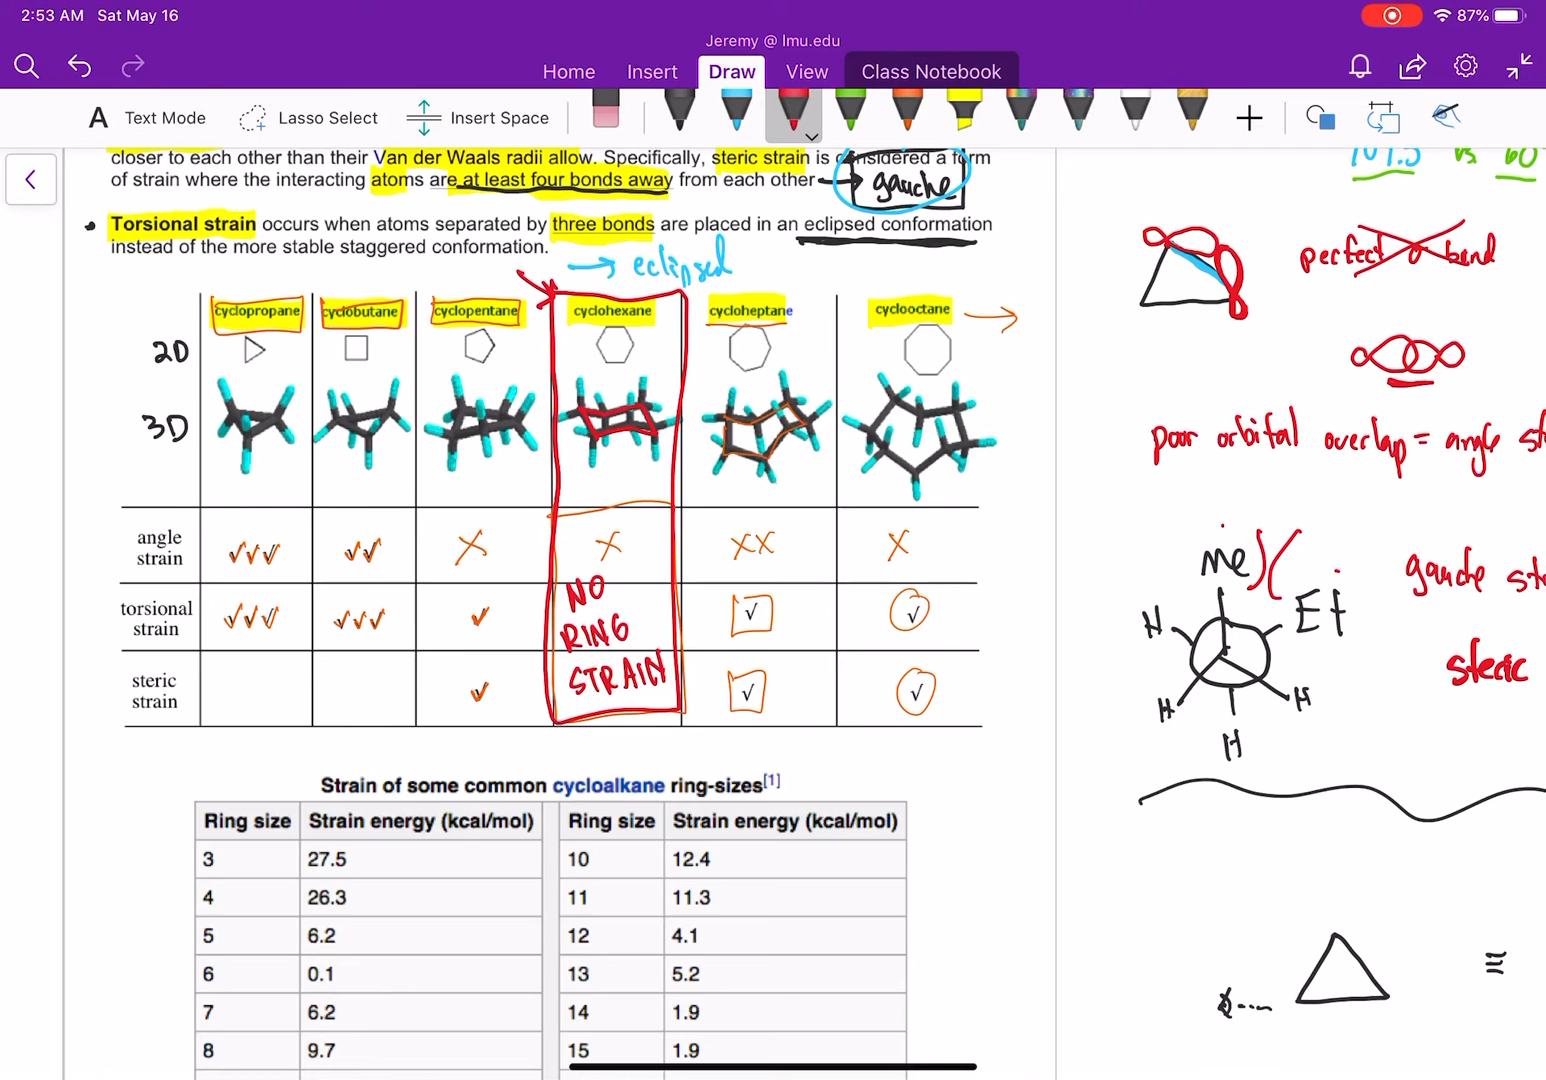 2:53 AM Sat May 16
87%
Jeremy @ lmu.edu
Home Insert Draw View Class Notebook
A Text Mode Lasso Select Insert Space
closer to each other than their Van der Waals radii allow. Specifically, steric strain is considered a form
of strain where the interacting atoms are at least four bonds away from each other → gauche
Torsional strain occurs when atoms separated by three bonds are placed in an eclipsed conformation
instead of the more stable staggered conformation.
→ eclipsed
cyclopropane cyclobutane cyclopentane cyclohexane cycloheptane cyclooctane
2D
3D
angle
strain
✓✓✓ ✓✓ X X XX X
torsional
strain
✓✓✓ ✓✓✓ ✓ ✓ ✓
steric
strain
✓ ✓ ✓
NO
RING
STRAIN
Strain of some common cycloalkane ring-sizes[1]
Ring size Strain energy (kcal/mol) Ring size Strain energy (kcal/mol)
3 27.5 10 12.4
4 26.3 11 11.3
5 6.2 12 4.1
6 0.1 13 5.2
7 6.2 14 1.9
8 9.7 15 1.9
109.5 vs 60
perfect σ bond
poor orbital overlap = angle
me
Et
H
H
H
H
gauche
steric
≡